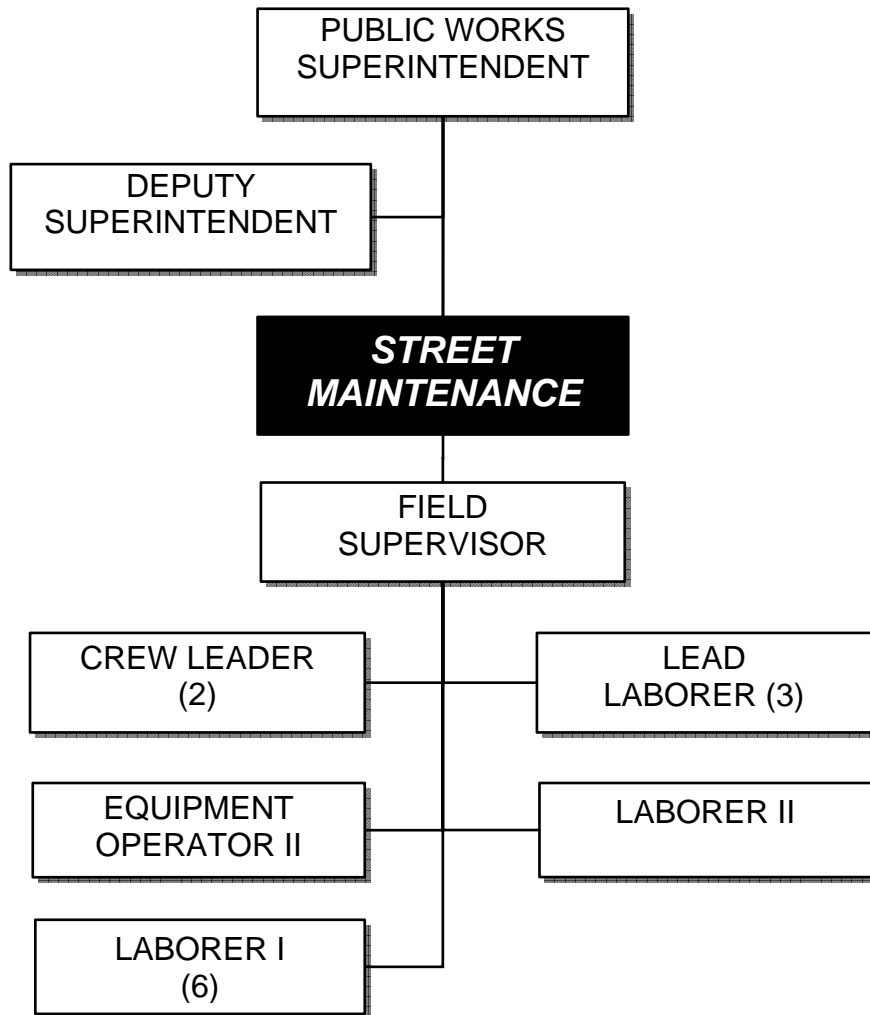 PUBLIC WORKS
SUPERINTENDENT
DEPUTY
SUPERINTENDENT
STREET
MAINTENANCE
FIELD
SUPERVISOR
CREW LEADER
(2)
LEAD
LABORER (3)
EQUIPMENT
OPERATOR II
LABORER II
LABORER I
(6)